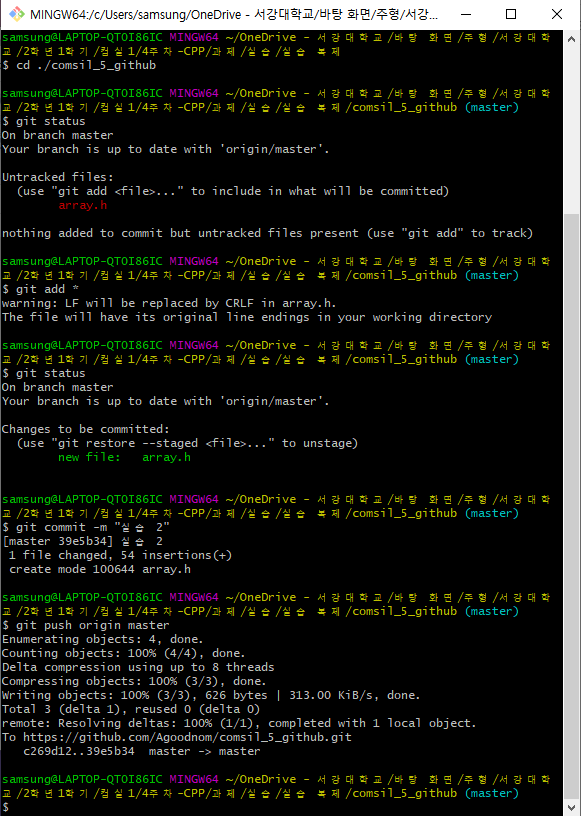 MINGW64:/c/Users/samsung/OneDrive - 서강대학교/바탕 화면/주형/서강...
samsung@LAPTOP-QTOI86IC MINGW64 ~/OneDrive - 서강대학교/바탕 화면/주형/서강대학
교/2학년1학기/컴실1/4주차-CPP/과제/실습/실습 복제
$ cd ./comsil_5_github
samsung@LAPTOP-QTOI86IC MINGW64 ~/OneDrive - 서강대학교/바탕 화면/주형/서강대학
교/2학년1학기/컴실1/4주차-CPP/과제/실습/실습 복제/comsil_5_github (master)
$ git status
On branch master
Your branch is up to date with 'origin/master'.
Untracked files:
(use "git add <file>..." to include in what will be committed)
array.h
nothing added to commit but untracked files present (use "git add" to track)
samsung@LAPTOP-QTOI86IC MINGW64 ~/OneDrive - 서강대학교/바탕 화면/주형/서강대학
교/2학년1학기/컴실1/4주차-CPP/과제/실습/실습 복제/comsil_5_github (master)
$ git add *
warning: LF will be replaced by CRLF in array.h.
The file will have its original line endings in your working directory
samsung@LAPTOP-QTOI86IC MINGW64 ~/OneDrive - 서강대학교/바탕 화면/주형/서강대학
교/2학년1학기/컴실1/4주차-CPP/과제/실습/실습 복제/comsil_5_github (master)
$ git status
On branch master
Your branch is up to date with 'origin/master'.
Changes to be committed:
(use "git restore --staged <file>..." to unstage)
new file:   array.h
samsung@LAPTOP-QTOI86IC MINGW64 ~/OneDrive - 서강대학교/바탕 화면/주형/서강대학
교/2학년1학기/컴실1/4주차-CPP/과제/실습/실습 복제/comsil_5_github (master)
$ git commit -m "실습 2"
[master 39e5b34] 실습 2
1 file changed, 54 insertions(+)
create mode 100644 array.h
samsung@LAPTOP-QTOI86IC MINGW64 ~/OneDrive - 서강대학교/바탕 화면/주형/서강대학
교/2학년1학기/컴실1/4주차-CPP/과제/실습/실습 복제/comsil_5_github (master)
$ git push origin master
Enumerating objects: 4, done.
Counting objects: 100% (4/4), done.
Delta compression using up to 8 threads
Compressing objects: 100% (3/3), done.
Writing objects: 100% (3/3), 626 bytes | 313.00 KiB/s, done.
Total 3 (delta 1), reused 0 (delta 0)
remote: Resolving deltas: 100% (1/1), completed with 1 local object.
To https://github.com/Agoodnom/comsil_5_github.git
c269d12..39e5b34  master -> master
samsung@LAPTOP-QTOI86IC MINGW64 ~/OneDrive - 서강대학교/바탕 화면/주형/서강대학
교/2학년1학기/컴실1/4주차-CPP/과제/실습/실습 복제/comsil_5_github (master)
$